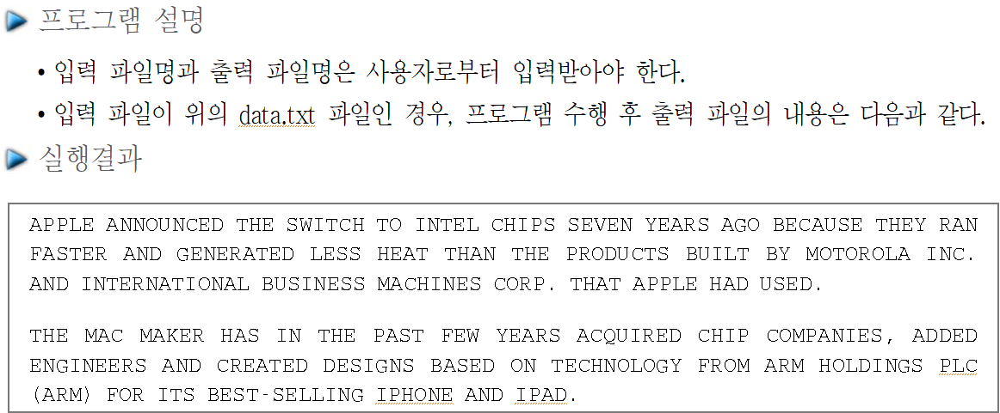 프로그램 설명
• 입력 파일명과 출력 파일명은 사용자로부터 입력받아야 한다.
• 입력 파일이 위의 data.txt 파일인 경우, 프로그램 수행 후 출력 파일의 내용은 다음과 같다.
실행결과
APPLE ANNOUNCED THE SWITCH TO INTEL CHIPS SEVEN YEARS AGO BECAUSE THEY RAN
FASTER AND GENERATED LESS HEAT THAN THE PRODUCTS BUILT BY MOTOROLA INC.
AND INTERNATIONAL BUSINESS MACHINES CORP. THAT APPLE HAD USED.
THE MAC MAKER HAS IN THE PAST FEW YEARS ACQUIRED CHIP COMPANIES, ADDED
ENGINEERS AND CREATED DESIGNS BASED ON TECHNOLOGY FROM ARM HOLDINGS PLC
(ARM) FOR ITS BEST-SELLING IPHONE AND IPAD.